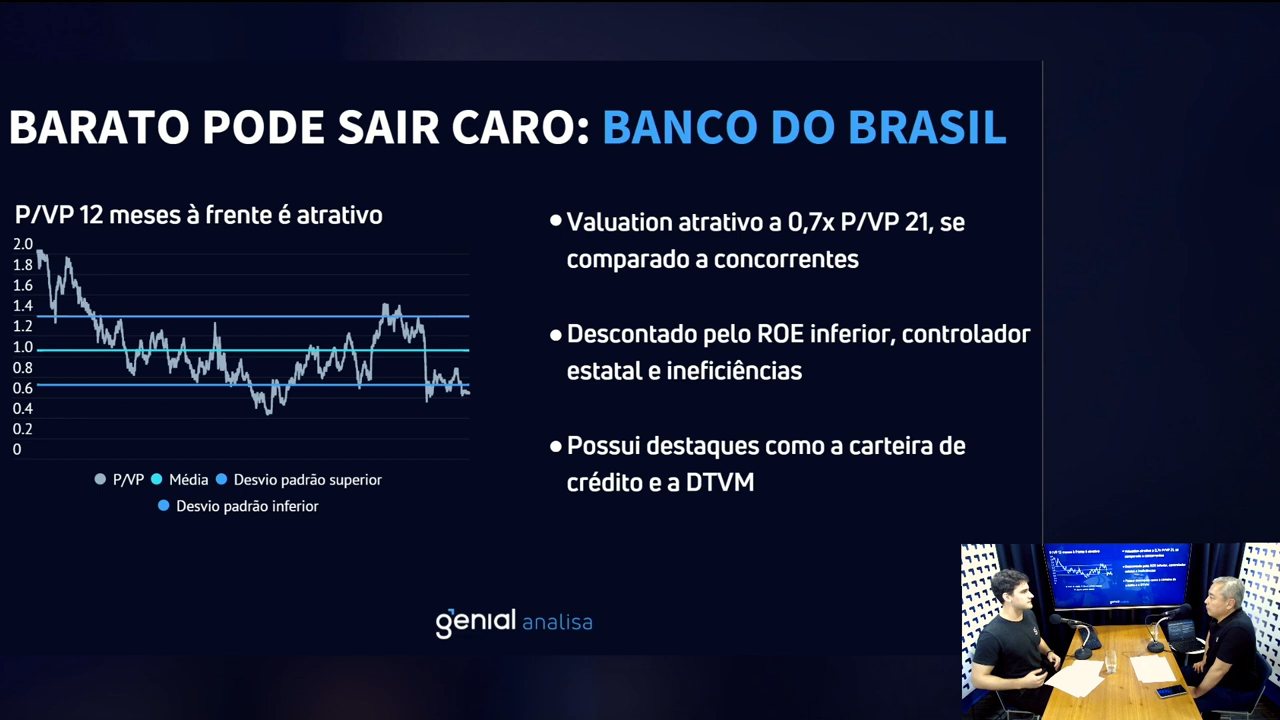 BARATO PODE SAIR CARO: BANCO DO BRASIL
P/VP 12 meses à frente é atrativo
2.0
1.8
1.6
1.4
1.2
1.0
0.8
0.6
0.4
0.2
0
P/VP Média Desvio padrão superior
Desvio padrão inferior
Valuation atrativo a 0,7x P/VP 21, se
comparado a concorrentes
Descontado pelo ROE inferior, controlador
estatal e ineficiências
Possui destaques como a carteira de
crédito e a DTVM
genial analisa